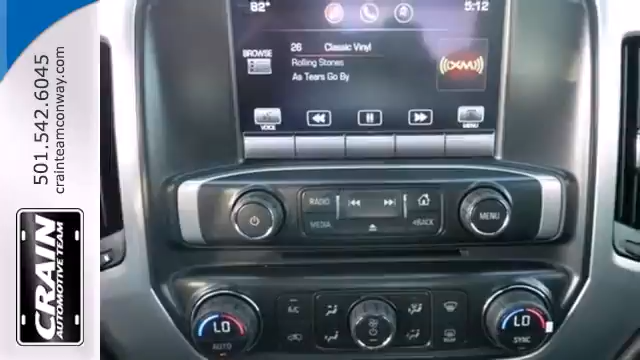 82°
5:12
26 Classic Vinyl
BROWSE
Rolling Stones
As Tears Go By
((XM))
VOICE
MENU
RADIO
MEDIA
BACK
MENU
A/C
LO
AUTO
LO
SYNC
501.542.6045
crainteamconway.com
CRAIN
AUTOMOTIVE TEAM